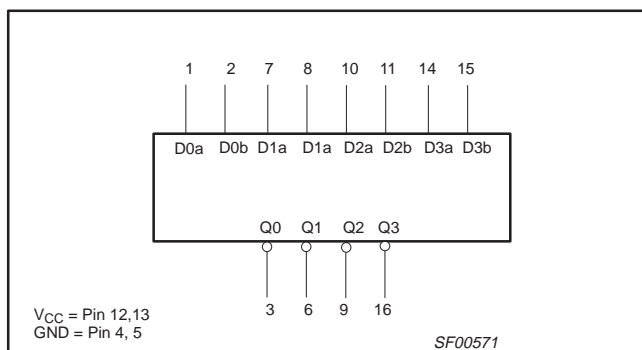 1 2 7 8 10 11 14 15
D0a D0b D1a D1a D2a D2b D3a D3b
Q0 Q1 Q2 Q3
3 6 9 16
VCC = Pin 12,13
GND = Pin 4, 5
SF00571